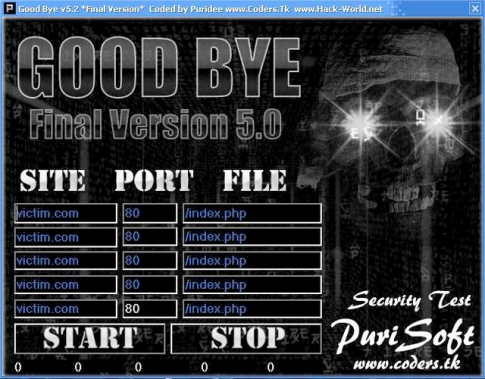 Good Bye v5.2 *Final Version* Coded by Puridee www.Coders.Tk www.Hack-World.net
GOOD BYE
Final Version 5.0
SITE PORT FILE
victim.com 80 /index.php
victim.com 80 /index.php
victim.com 80 /index.php
victim.com 80 /index.php
victim.com 80 /index.php
Security Test
START STOP
PuriSoft
www.coders.tk
0 0 0 0 0